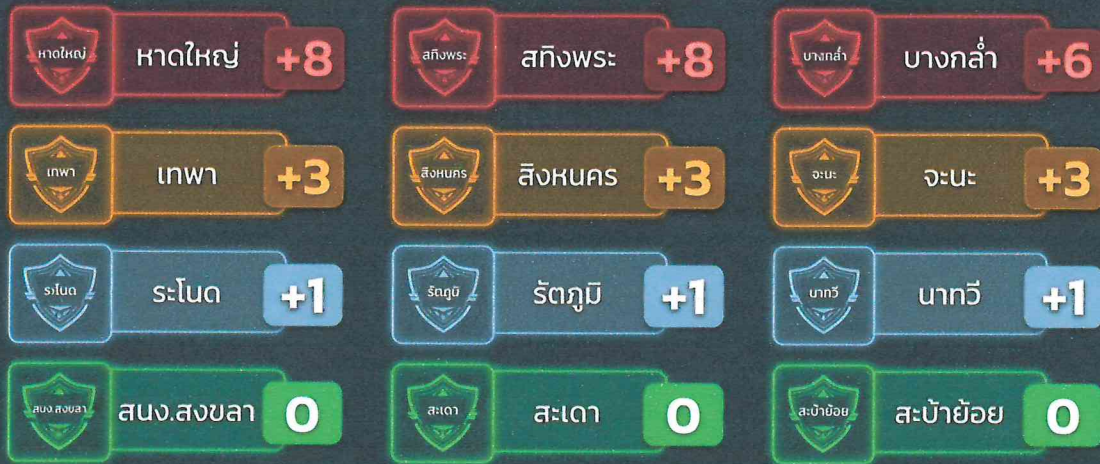 หาดใหญ่ หาดใหญ่ +8
สทิงพระ สทิงพระ +8
บางกล่ำ บางกล่ำ +6
เทพา เทพา +3
สิงหนคร สิงหนคร +3
จะนะ จะนะ +3
ระโนด ระโนด +1
รัตภูมิ รัตภูมิ +1
นาทวี นาทวี +1
สนง.สงขลา สนง.สงขลา 0
สะเดา สะเดา 0
สะบ้าย้อย สะบ้าย้อย 0